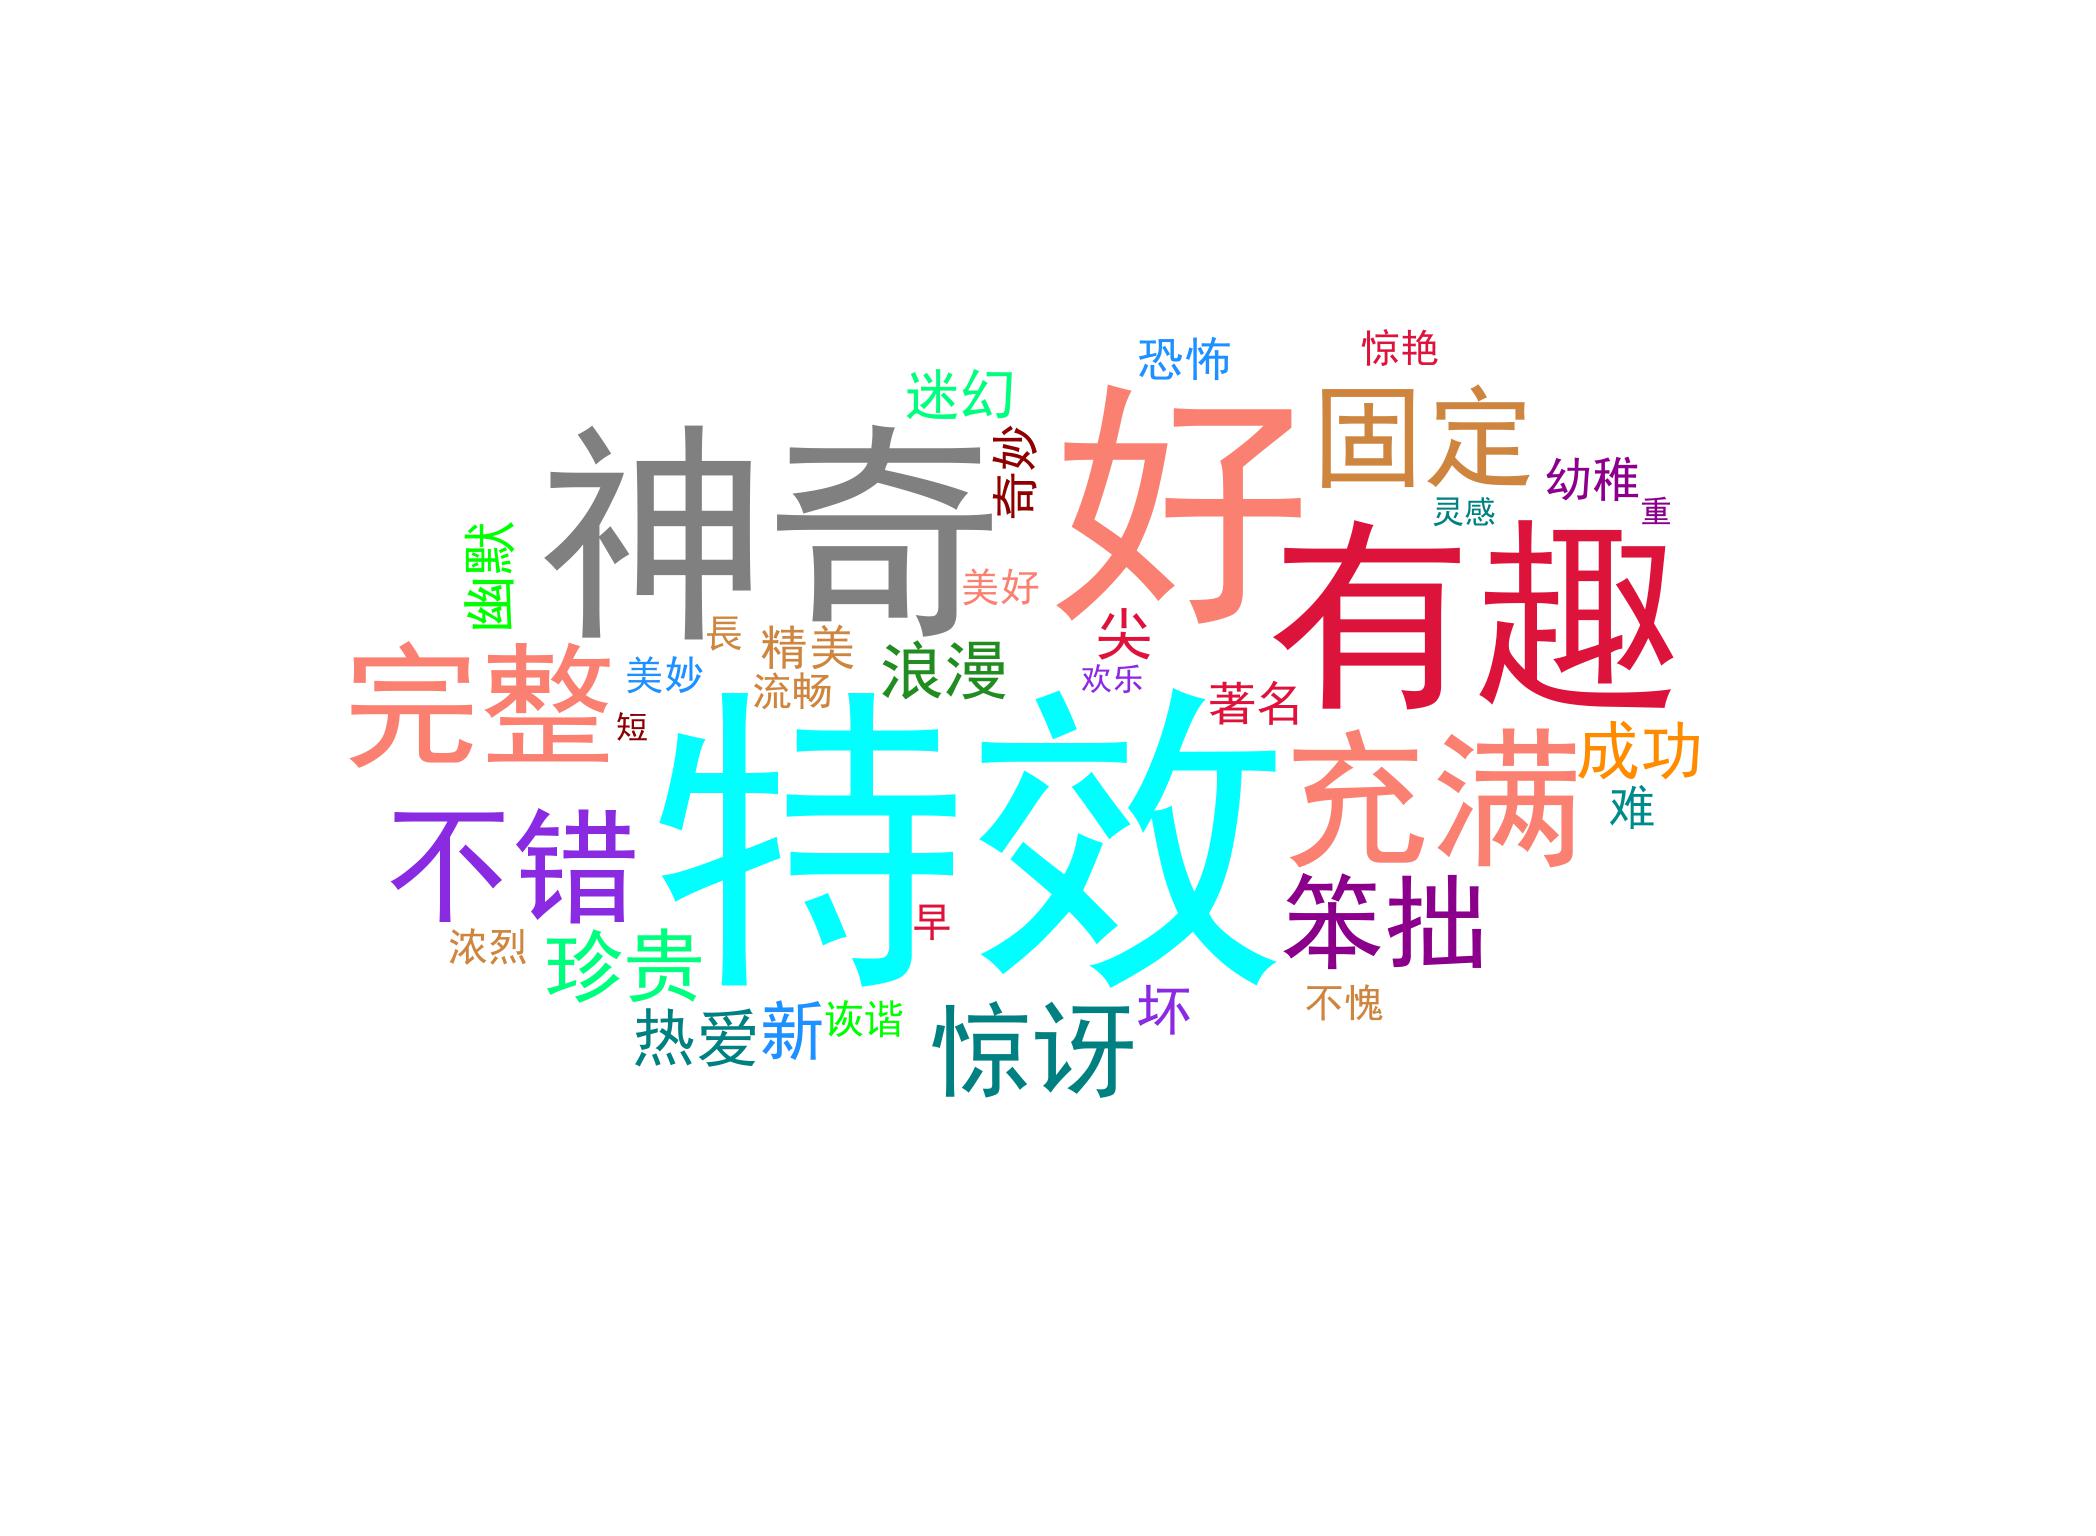 惊艳
恐怖
迷幻
神奇
奇妙
好
固定
幼稚
灵感
重
有趣
幽默
美好
尖
長
精美
浪漫
完整
美妙
流畅
欢乐
著名
短
特效
充满
成功
难
不错
早
笨拙
浓烈
珍贵
热爱
新
诙谐
惊讶
坏
不愧